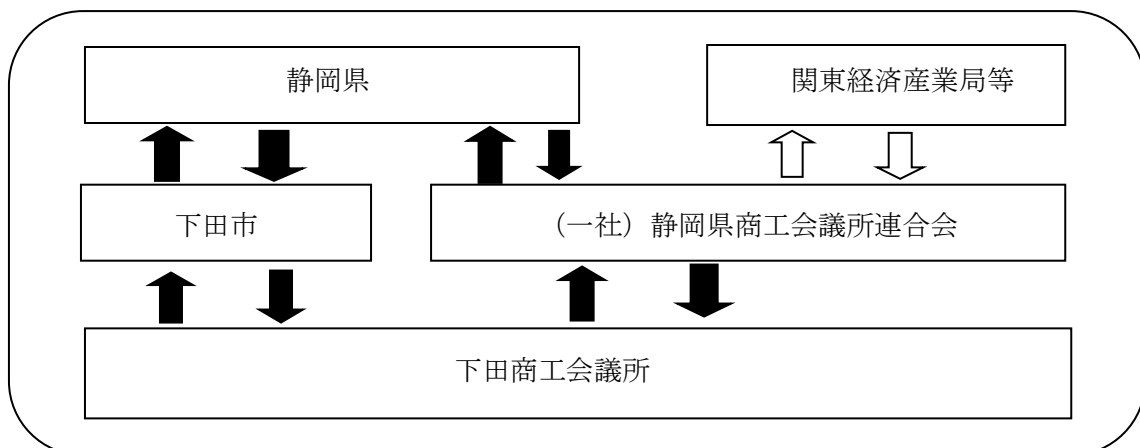 静岡県
関東経済産業局等
下田市
（一社）静岡県商工会議所連合会
下田商工会議所